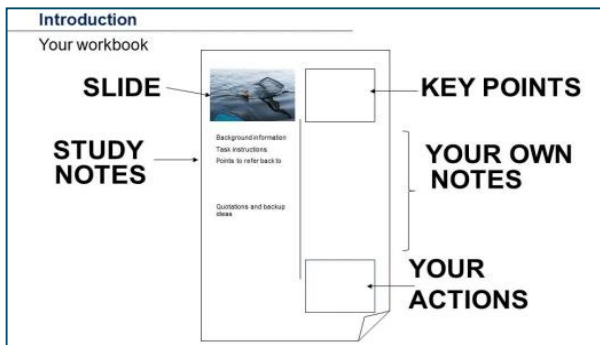 Introduction
Your workbook
SLIDE
KEY POINTS
Background information
Task instructions
Points to refer back to
STUDY
NOTES
YOUR OWN
NOTES
Quotations and backup
ideas
YOUR
ACTIONS